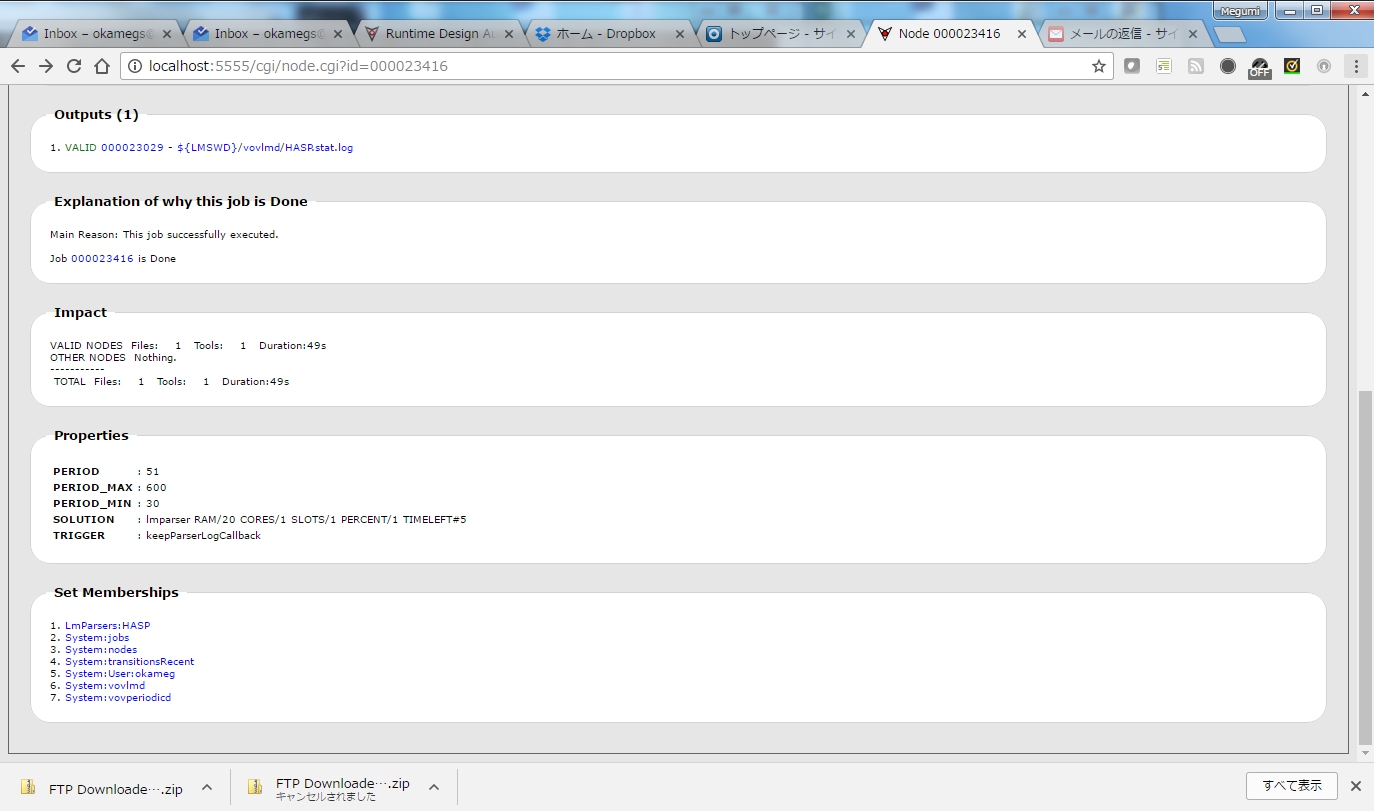 Megumi
Inbox – okamegs@
Inbox – okamegs@
Runtime Design Au
ホーム - Dropbox
トップページ - サイ
Node 000023416
メールの返信 - サイ
localhost:5555/cgi/node.cgi?id=000023416
OFF
Outputs (1)
1. VALID 000023029 - ${LMSWD}/vovlmd/HASP.stat.log
Explanation of why this job is Done
Main Reason: This job successfully executed.
Job 000023416 is Done
Impact
VALID NODES Files: 1 Tools: 1 Duration:49s
OTHER NODES Nothing.
-----------
TOTAL Files: 1 Tools: 1 Duration:49s
Properties
PERIOD : 51
PERIOD_MAX : 600
PERIOD_MIN : 30
SOLUTION : lmparser RAM/20 CORES/1 SLOTS/1 PERCENT/1 TIMELEFT#5
TRIGGER : keepParserLogCallback
Set Memberships
1. LmParsers:HASP
2. System:jobs
3. System:nodes
4. System:transitionsRecent
5. System:User:okameg
6. System:vovlmd
7. System:vovperiodicd
FTP Downloade….zip
FTP Downloade….zip
キャンセルされました
すべて表示